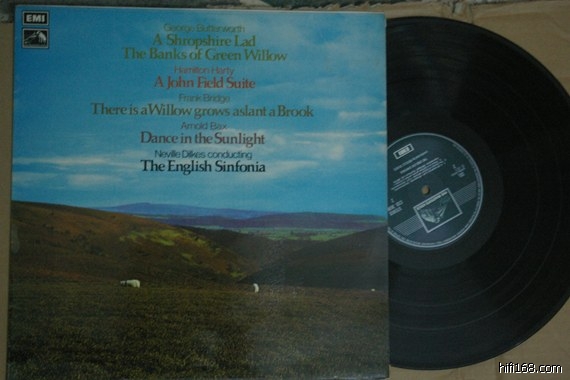 EMI
George Butterworth
A Shropshire Lad
The Banks of Green Willow
Hamilton Harty
A John Field Suite
Frank Bridge
There is a Willow grows aslant a Brook
Arnold Bax
Dance in the Sunlight
Neville Dilkes conducting
The English Sinfonia
EMI
hifi168.com